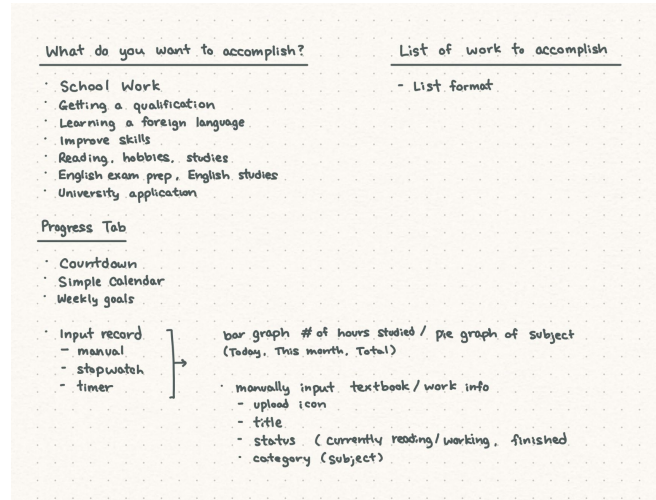 What do you want to accomplish?
· School Work
· Getting a qualification
· Learning a foreign language
· Improve skills
· Reading, hobbies, studies
· English exam prep, English studies
· University application
List of work to accomplish
- List format
Progress Tab
· Countdown
· Simple Calendar
· Weekly goals
· Input record
- manual
- stopwatch
- timer
bar graph # of hours studied / pie graph of subject
(Today, This month, Total)
· manually input textbook / work info
- upload icon
- title
- status ( currently reading / working, finished
· category (subject)